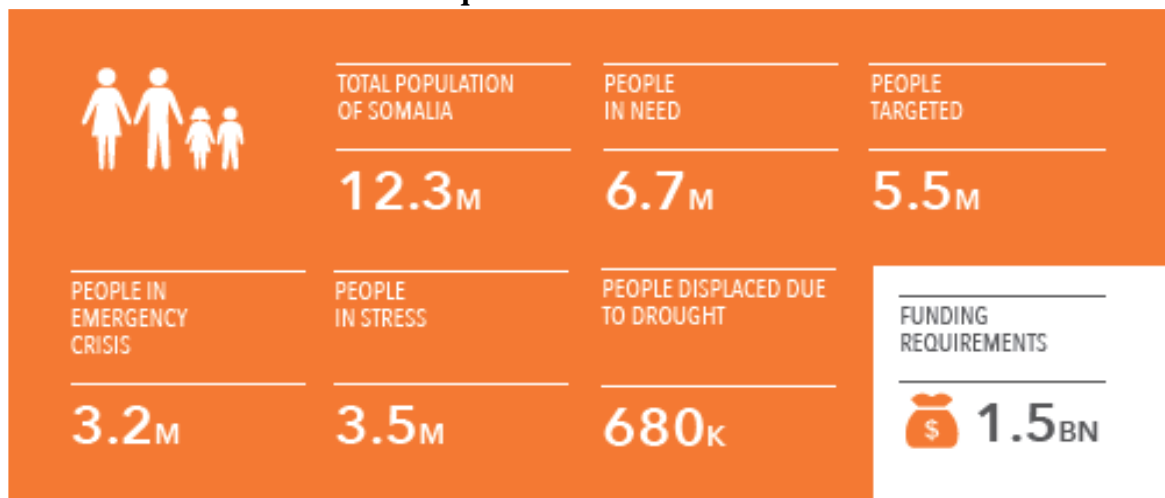 TOTAL POPULATION
OF SOMALIA
12.3M
PEOPLE
IN NEED
6.7M
PEOPLE
TARGETED
5.5M
PEOPLE IN
EMERGENCY
CRISIS
3.2M
PEOPLE
IN STRESS
3.5M
PEOPLE DISPLACED DUE
TO DROUGHT
680K
FUNDING
REQUIREMENTS
$ 1.5BN